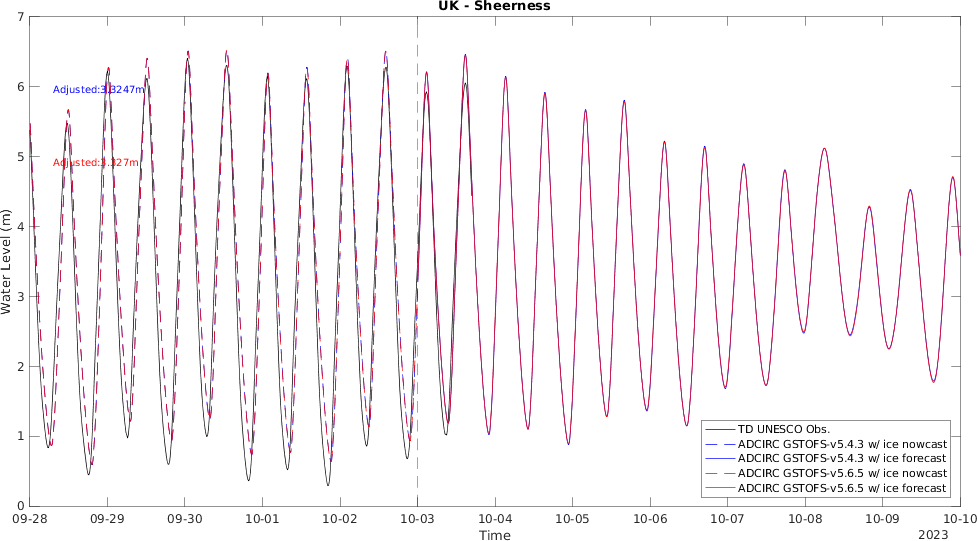 UK - Sheerness
7
6
5
4
3
2
1
0
Water Level (m)
Adjusted:3.3247m
Adjusted:3.327m
TD UNESCO Obs.
ADCIRC GSTOFS-v5.4.3 w/ ice nowcast
ADCIRC GSTOFS-v5.4.3 w/ ice forecast
ADCIRC GSTOFS-v5.6.5 w/ ice nowcast
ADCIRC GSTOFS-v5.6.5 w/ ice forecast
09-28 09-29 09-30 10-01 10-02 10-03 10-04 10-05 10-06 10-07 10-08 10-09 10-10
Time
2023